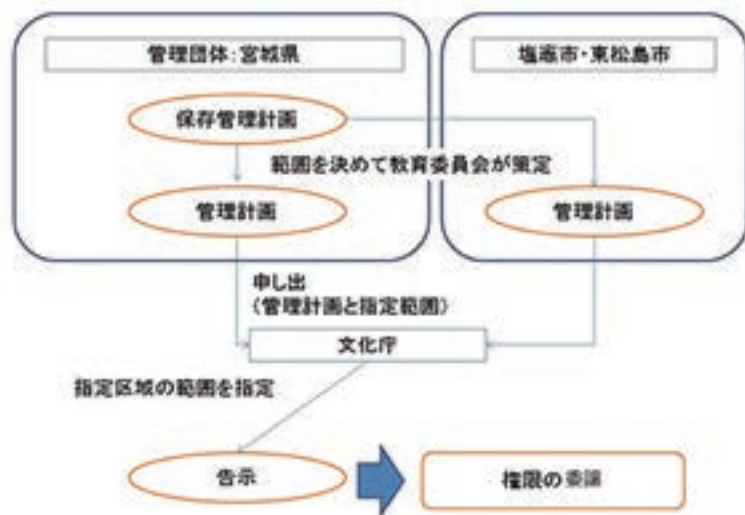 管理団体:宮城県
塩竈市・東松島市
保存管理計画
範囲を決めて教育委員会が策定
管理計画
管理計画
申し出
(管理計画と指定範囲)
文化庁
指定区域の範囲を指定
告示
権限の委譲